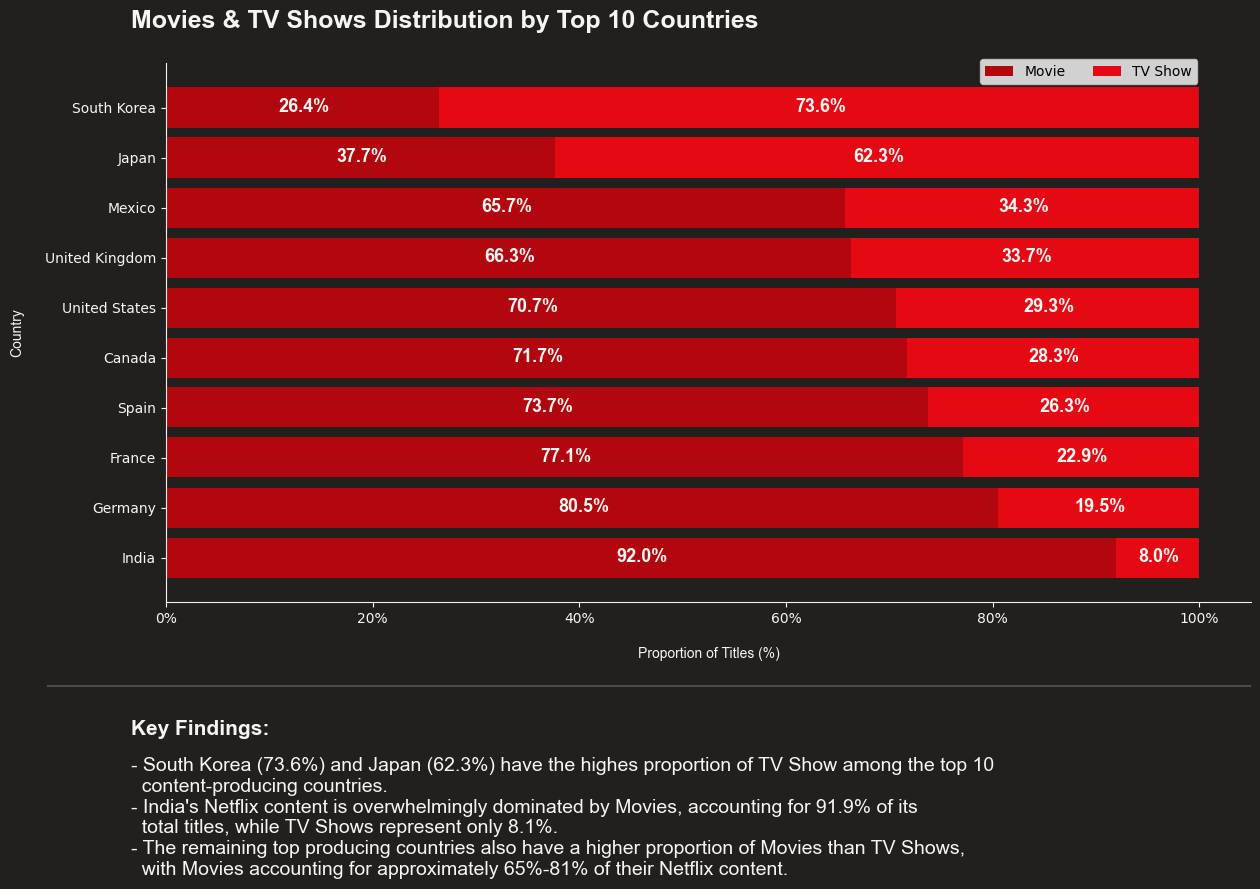 Movies & TV Shows Distribution by Top 10 Countries
Movie TV Show
South Korea 26.4% 73.6%
Japan 37.7% 62.3%
Mexico 65.7% 34.3%
United Kingdom 66.3% 33.7%
United States 70.7% 29.3%
Canada 71.7% 28.3%
Spain 73.7% 26.3%
France 77.1% 22.9%
Germany 80.5% 19.5%
India 92.0% 8.0%
Country
0% 20% 40% 60% 80% 100%
Proportion of Titles (%)
Key Findings:
- South Korea (73.6%) and Japan (62.3%) have the highes proportion of TV Show among the top 10
content-producing countries.
- India's Netflix content is overwhelmingly dominated by Movies, accounting for 91.9% of its
total titles, while TV Shows represent only 8.1%.
- The remaining top producing countries also have a higher proportion of Movies than TV Shows,
with Movies accounting for approximately 65%-81% of their Netflix content.